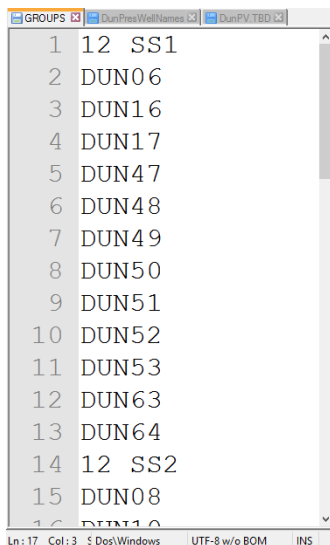 GROUPS DunPresWellNames DunPV.TBD
1 12 SS1
2 DUN06
3 DUN16
4 DUN17
5 DUN47
6 DUN48
7 DUN49
8 DUN50
9 DUN51
10 DUN52
11 DUN53
12 DUN63
13 DUN64
14 12 SS2
15 DUN08
16 DUN10
Ln : 17 Col : 3 S Dos\Windows UTF-8 w/o BOM INS